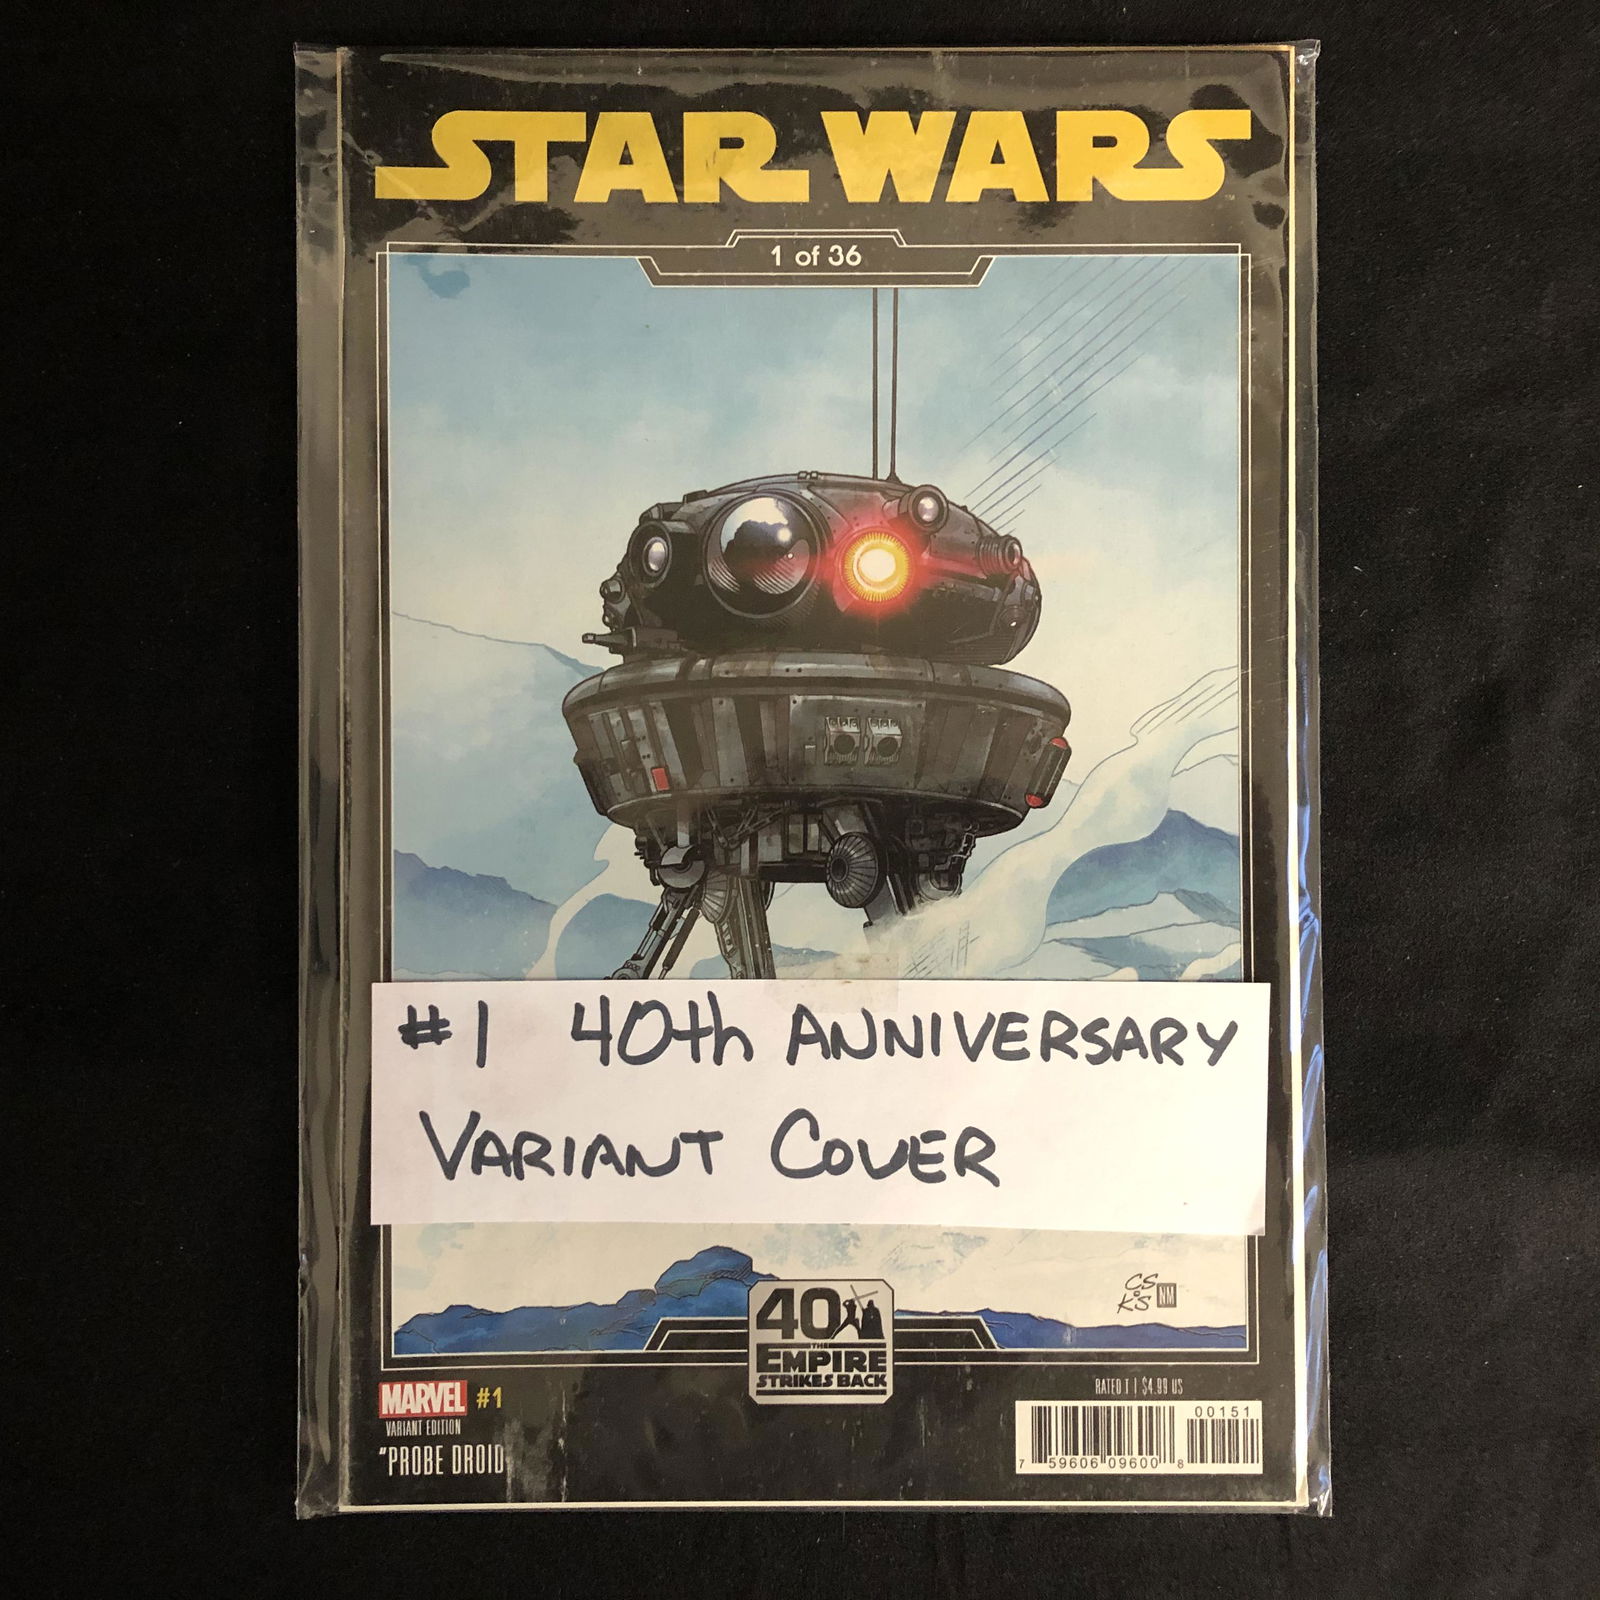 STAR WARS
1 of 36
#1 40th ANNIVERSARY
VARIANT COVER
CS
KS NM
40
THE
EMPIRE
STRIKES BACK
MARVEL #1
VARIANT EDITION
"PROBE DROID
RATED T | $4.99 US
00151
7 59606 09600 8